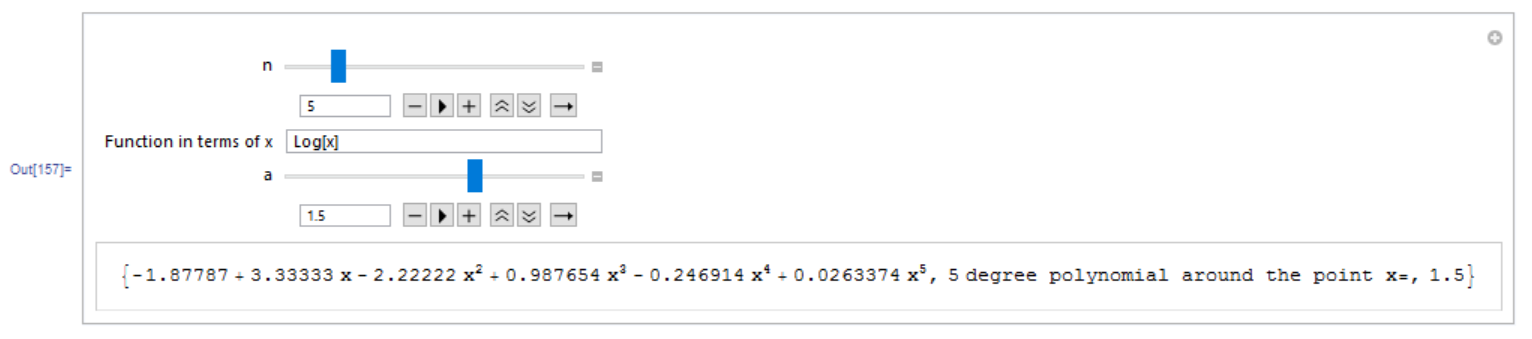 n
5
Function in terms of x Log[x]
Out[157]=
a
1.5
{-1.87787 + 3.33333 x - 2.22222 x² + 0.987654 x³ - 0.246914 x⁴ + 0.0263374 x⁵, 5 degree polynomial around the point x=, 1.5}